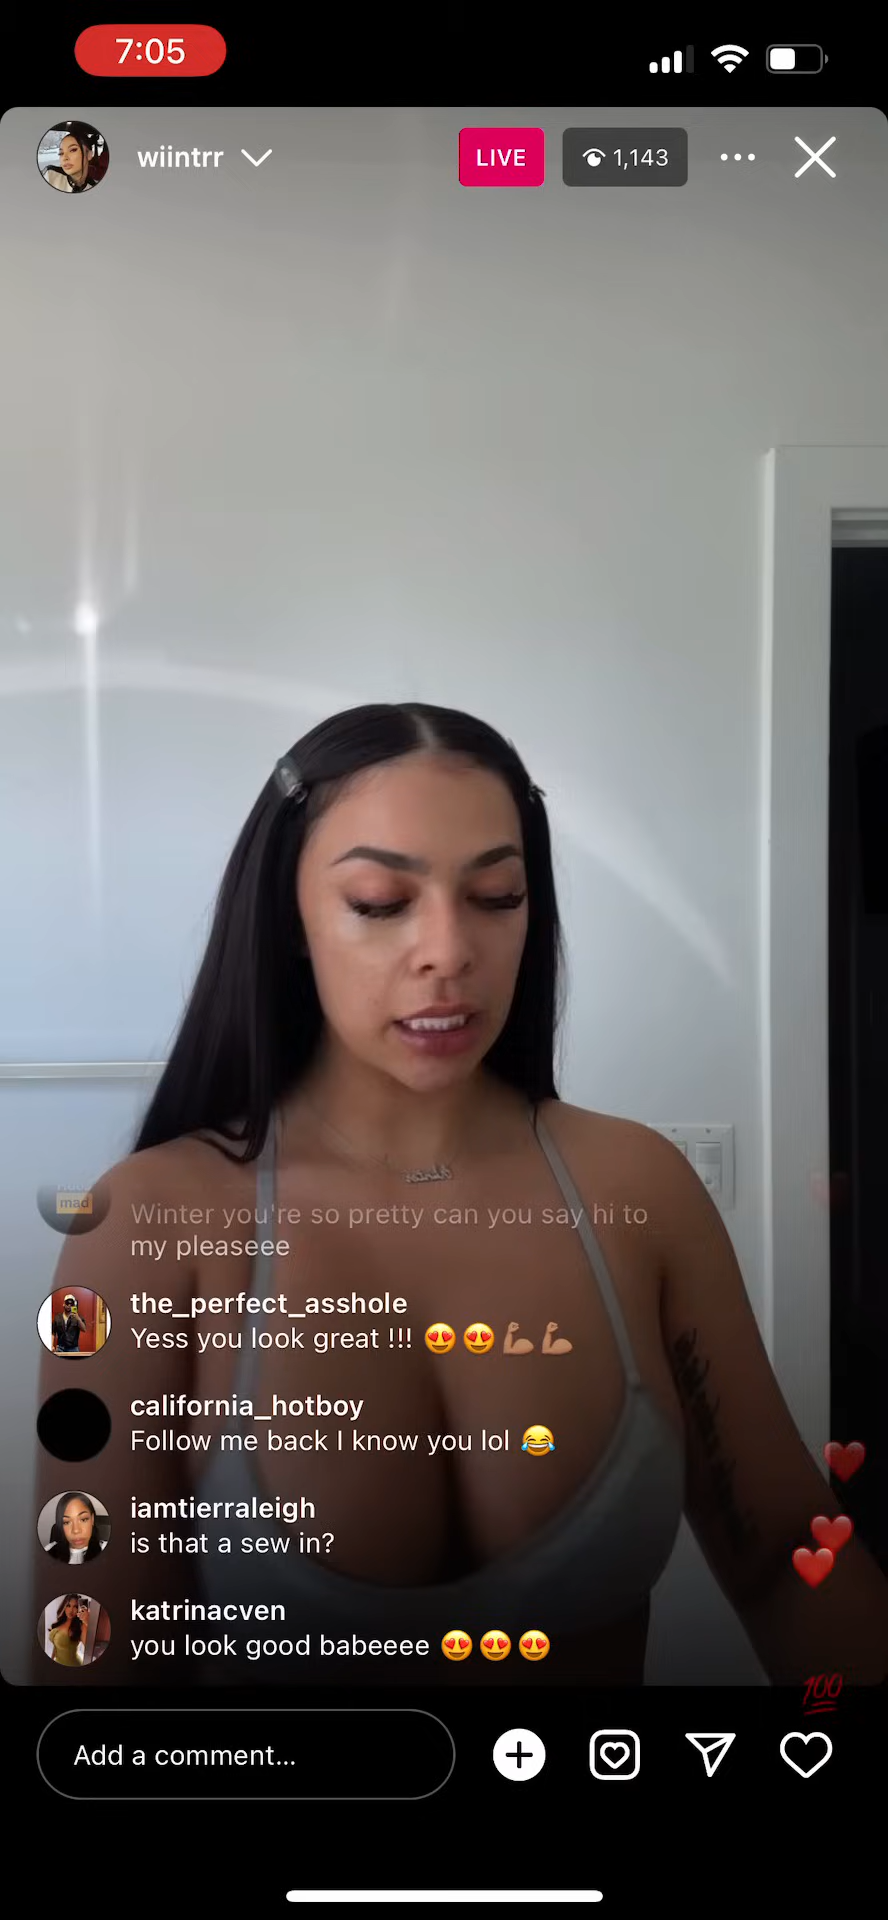 7:05
wiintrr
LIVE
1,143
mad
Winter you're so pretty can you say hi to
my pleaseee
the_perfect_asshole
Yess you look great !!! 😍😍💪🏼💪🏼
california_hotboy
Follow me back I know you lol 😂
iamtierraleigh
is that a sew in?
katrinacven
you look good babeeee 😍😍😍
💯
Add a comment...